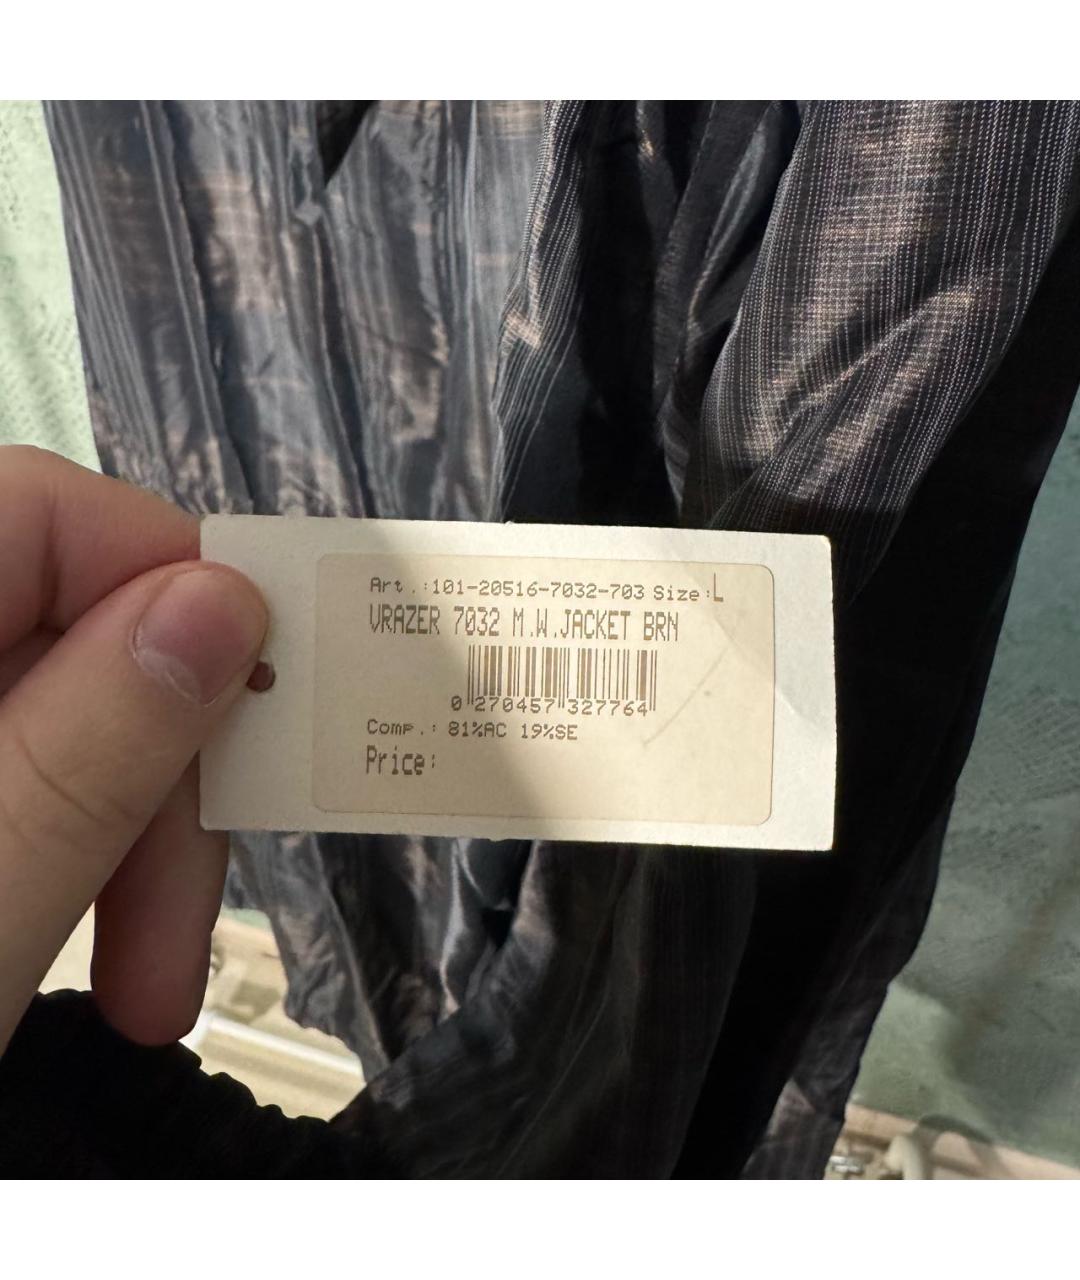 Art.:101-20516-7032-703 Size:L
VRAZER 7032 M.W.JACKET BRN
0 270457 327764
Comp.: 81%AC 19%SE
Price: